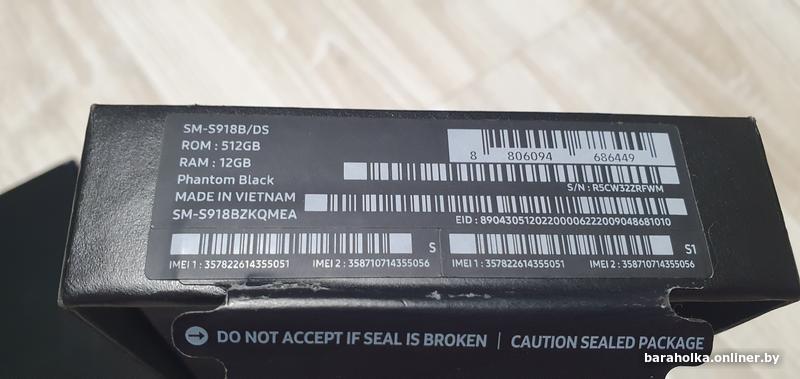 SM-S918B/DS
ROM : 512GB
RAM : 12GB
Phantom Black
MADE IN VIETNAM
SM-S918BZKQMEA
8 806094 686449
S/N : R5CW32ZRFWM
EID : 89043051202200006222009048681010
S
IMEI 1 : 357822614355051 IMEI 2 : 358710714355056
S1
IMEI 1 : 357822614355051 IMEI 2 : 358710714355056
DO NOT ACCEPT IF SEAL IS BROKEN | CAUTION SEALED PACKAGE
baraholka.onliner.by